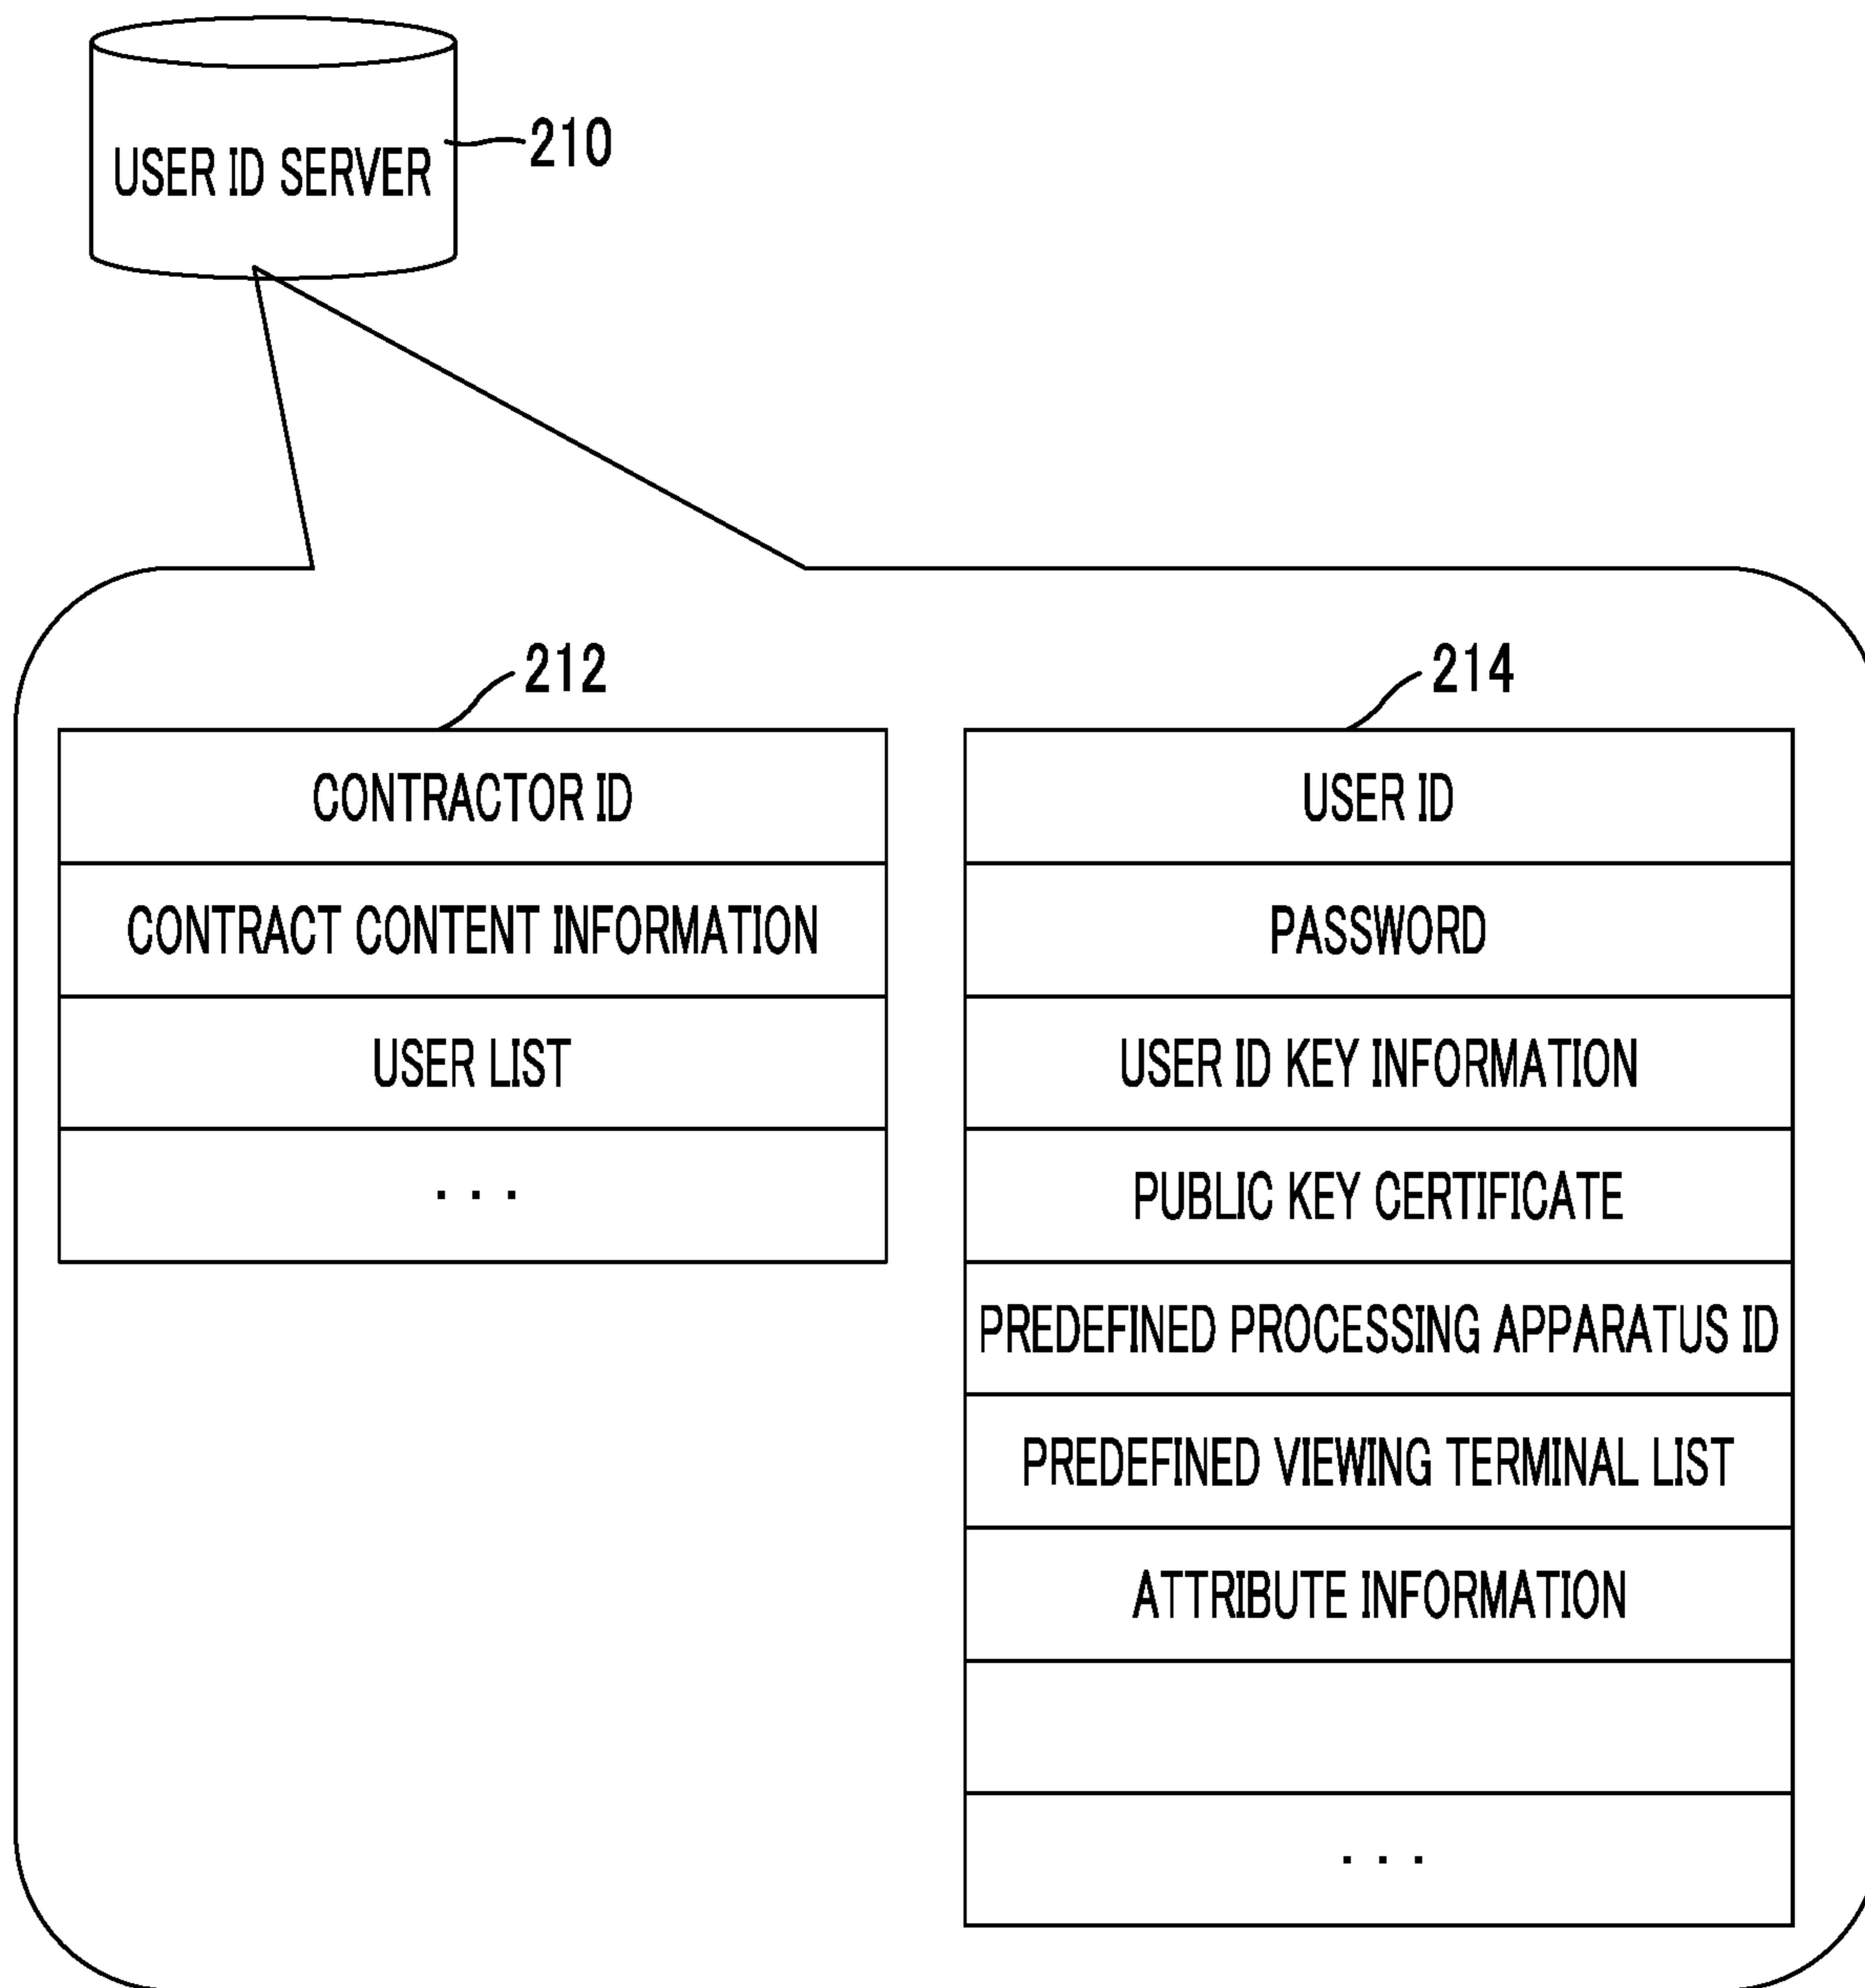 USER ID SERVER
210
212
CONTRACTOR ID
CONTRACT CONTENT INFORMATION
USER LIST
...
214
USER ID
PASSWORD
USER ID KEY INFORMATION
PUBLIC KEY CERTIFICATE
PREDEFINED PROCESSING APPARATUS ID
PREDEFINED VIEWING TERMINAL LIST
ATTRIBUTE INFORMATION
...